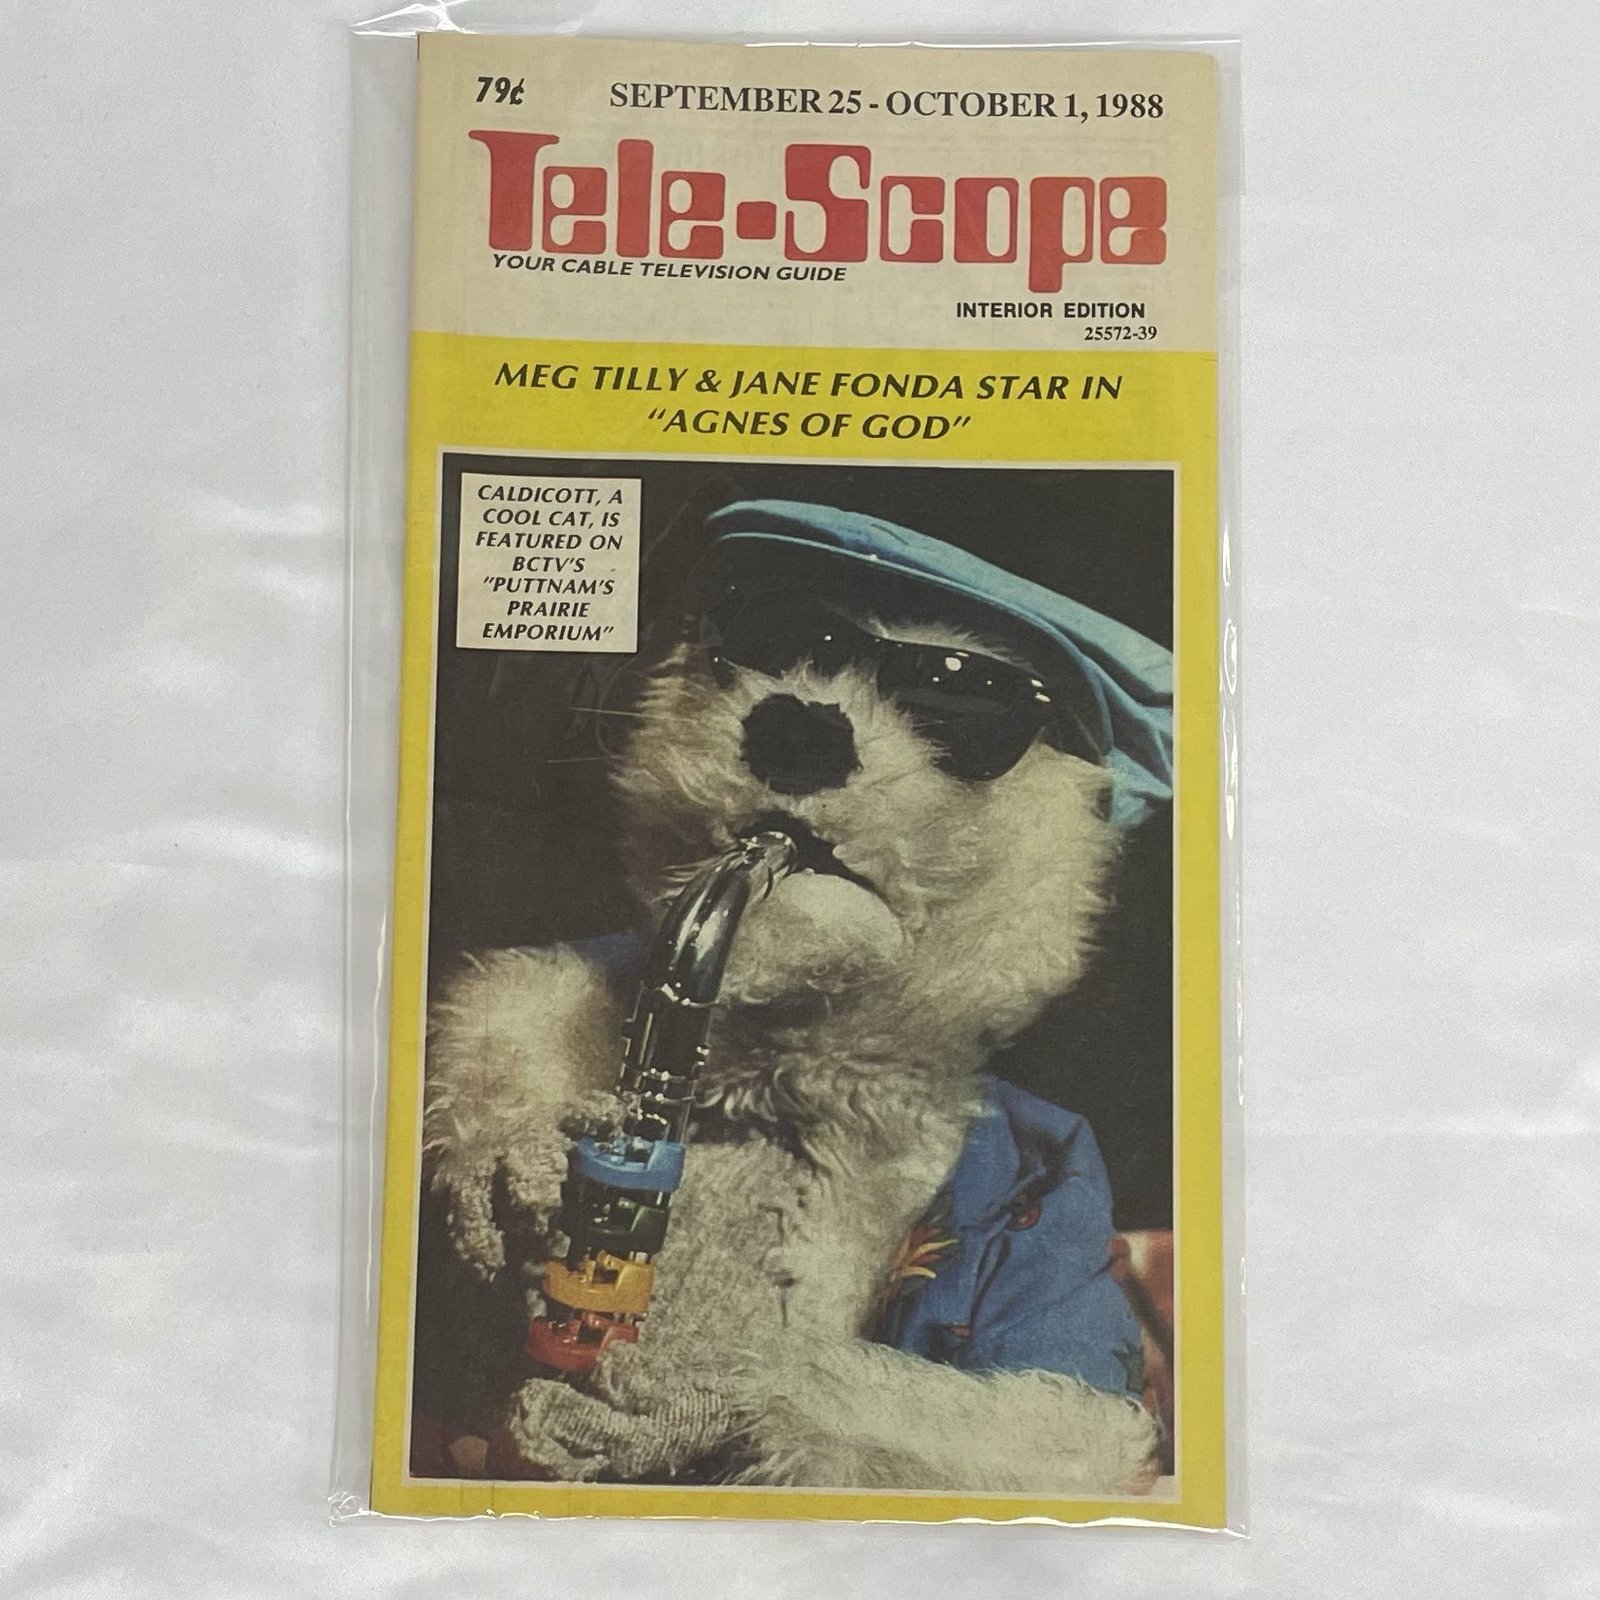 79¢
SEPTEMBER 25 - OCTOBER 1, 1988
Tele-Scope
YOUR CABLE TELEVISION GUIDE
INTERIOR EDITION
25572-39
MEG TILLY & JANE FONDA STAR IN
"AGNES OF GOD"
CALDICOTT, A
COOL CAT, IS
FEATURED ON
BCTV'S
"PUTTNAM'S
PRAIRIE
EMPORIUM"